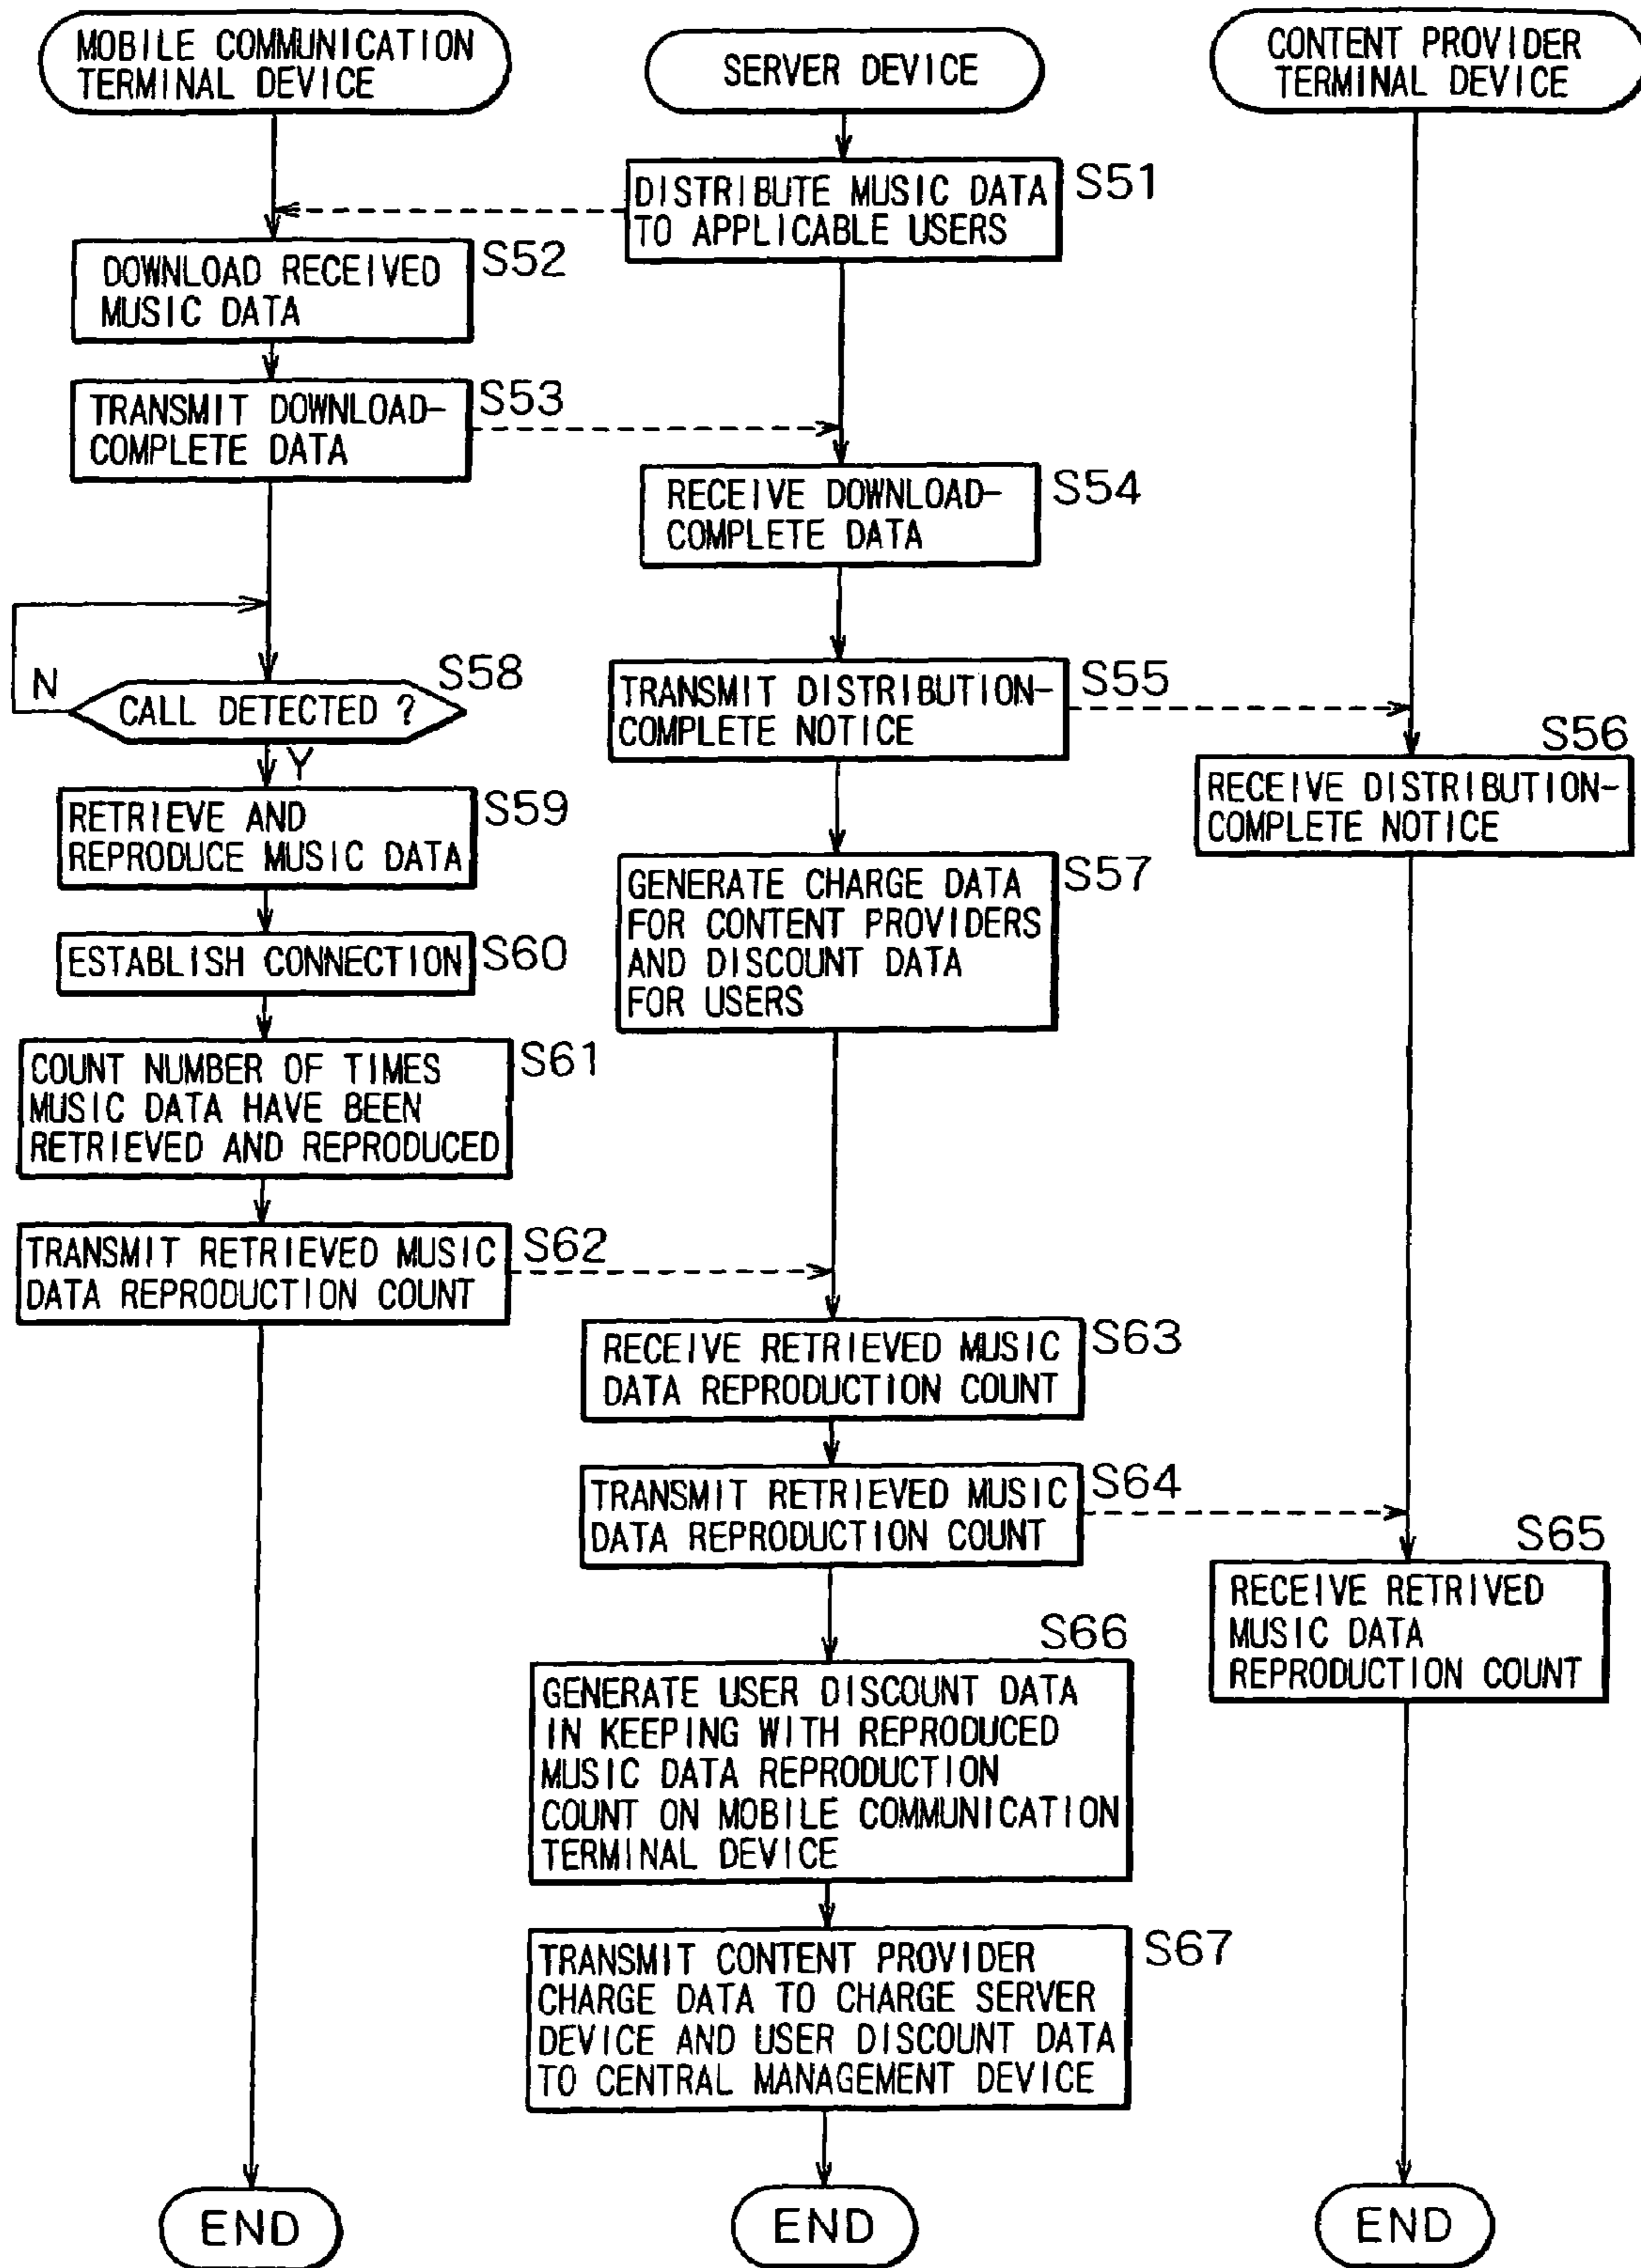 MOBILE COMMUNICATION
TERMINAL DEVICE
SERVER DEVICE
CONTENT PROVIDER
TERMINAL DEVICE
DISTRIBUTE MUSIC DATA
TO APPLICABLE USERS
S51
DOWNLOAD RECEIVED
MUSIC DATA
S52
TRANSMIT DOWNLOAD-
COMPLETE DATA
S53
RECEIVE DOWNLOAD-
COMPLETE DATA
S54
TRANSMIT DISTRIBUTION-
COMPLETE NOTICE
S55
S56
RECEIVE DISTRIBUTION-
COMPLETE NOTICE
GENERATE CHARGE DATA
FOR CONTENT PROVIDERS
AND DISCOUNT DATA
FOR USERS
S57
N
CALL DETECTED ?
S58
Y
RETRIEVE AND
REPRODUCE MUSIC DATA
S59
ESTABLISH CONNECTION
S60
COUNT NUMBER OF TIMES
MUSIC DATA HAVE BEEN
RETRIEVED AND REPRODUCED
S61
TRANSMIT RETRIEVED MUSIC
DATA REPRODUCTION COUNT
S62
RECEIVE RETRIEVED MUSIC
DATA REPRODUCTION COUNT
S63
TRANSMIT RETRIEVED MUSIC
DATA REPRODUCTION COUNT
S64
S65
RECEIVE RETRIVED
MUSIC DATA
REPRODUCTION COUNT
S66
GENERATE USER DISCOUNT DATA
IN KEEPING WITH REPRODUCED
MUSIC DATA REPRODUCTION
COUNT ON MOBILE COMMUNICATION
TERMINAL DEVICE
TRANSMIT CONTENT PROVIDER
CHARGE DATA TO CHARGE SERVER
DEVICE AND USER DISCOUNT DATA
TO CENTRAL MANAGEMENT DEVICE
S67
END
END
END